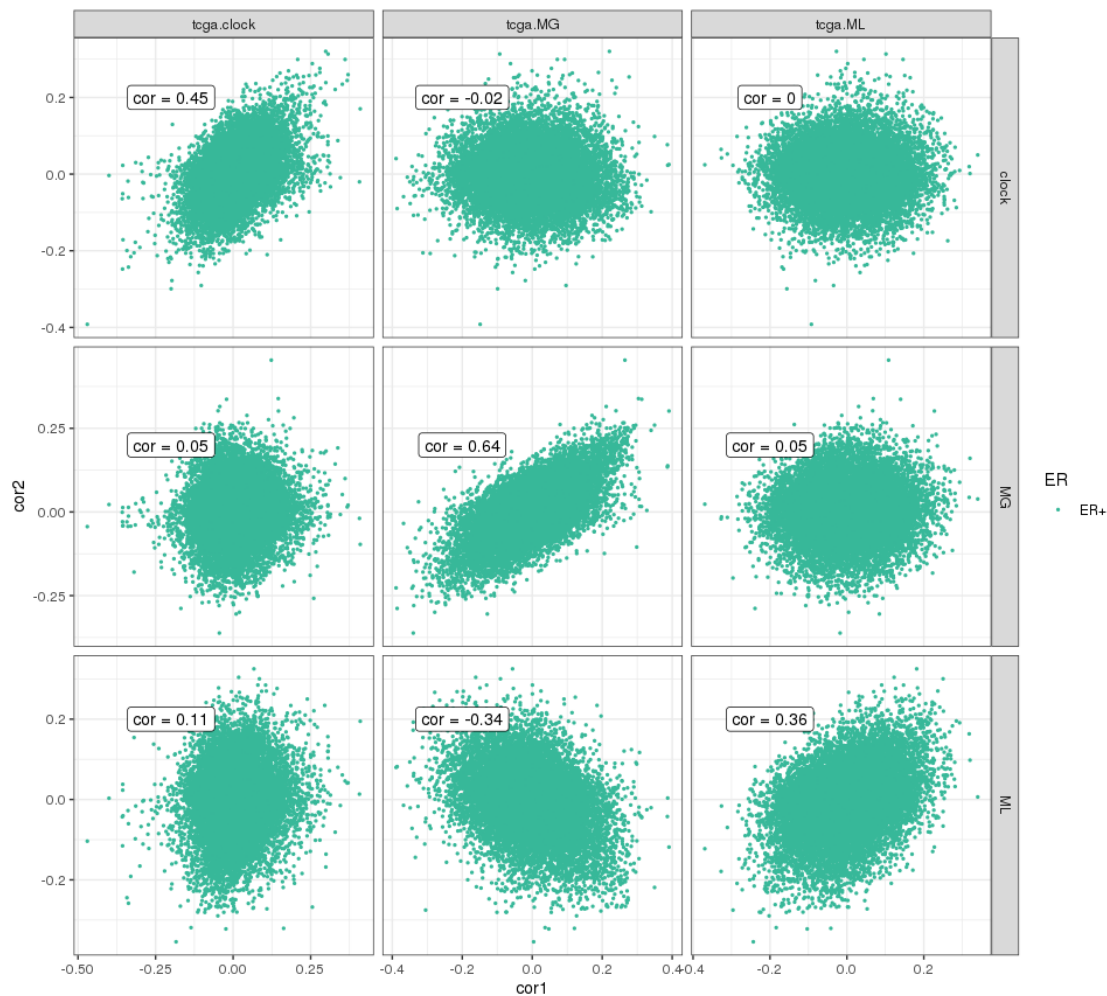 tcga.clock tcga.MG tcga.ML
cor = 0.45 cor = -0.02 cor = 0
0.2
0.0
-0.2
-0.4
clock
cor = 0.05 cor = 0.64 cor = 0.05
0.25
0.00
-0.25
MG
cor2
ER
ER+
cor = 0.11 cor = -0.34 cor = 0.36
0.2
0.0
-0.2
ML
-0.50 -0.25 0.00 0.25 -0.4 -0.2 0.0 0.2 0.4 -0.4 -0.2 0.0 0.2
cor1